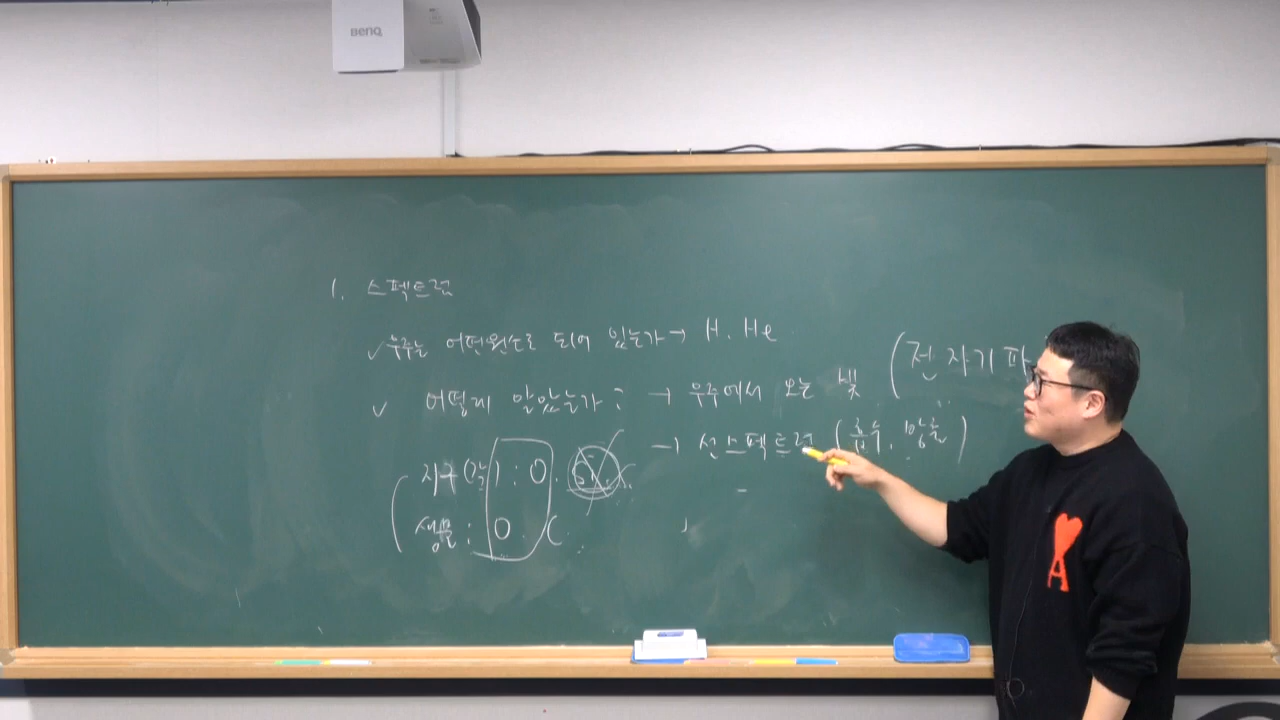 BenQ
1. 스펙트럼
✓ 우주는 어떤원소로 되어 있는가 → H, He
✓ 어떻게 알았는가? → 우주에서 오는 빛 (전자기파
→ 선스펙트럼 (흡수, 방출)
지구(각) : O.
생물 : O. C.
A